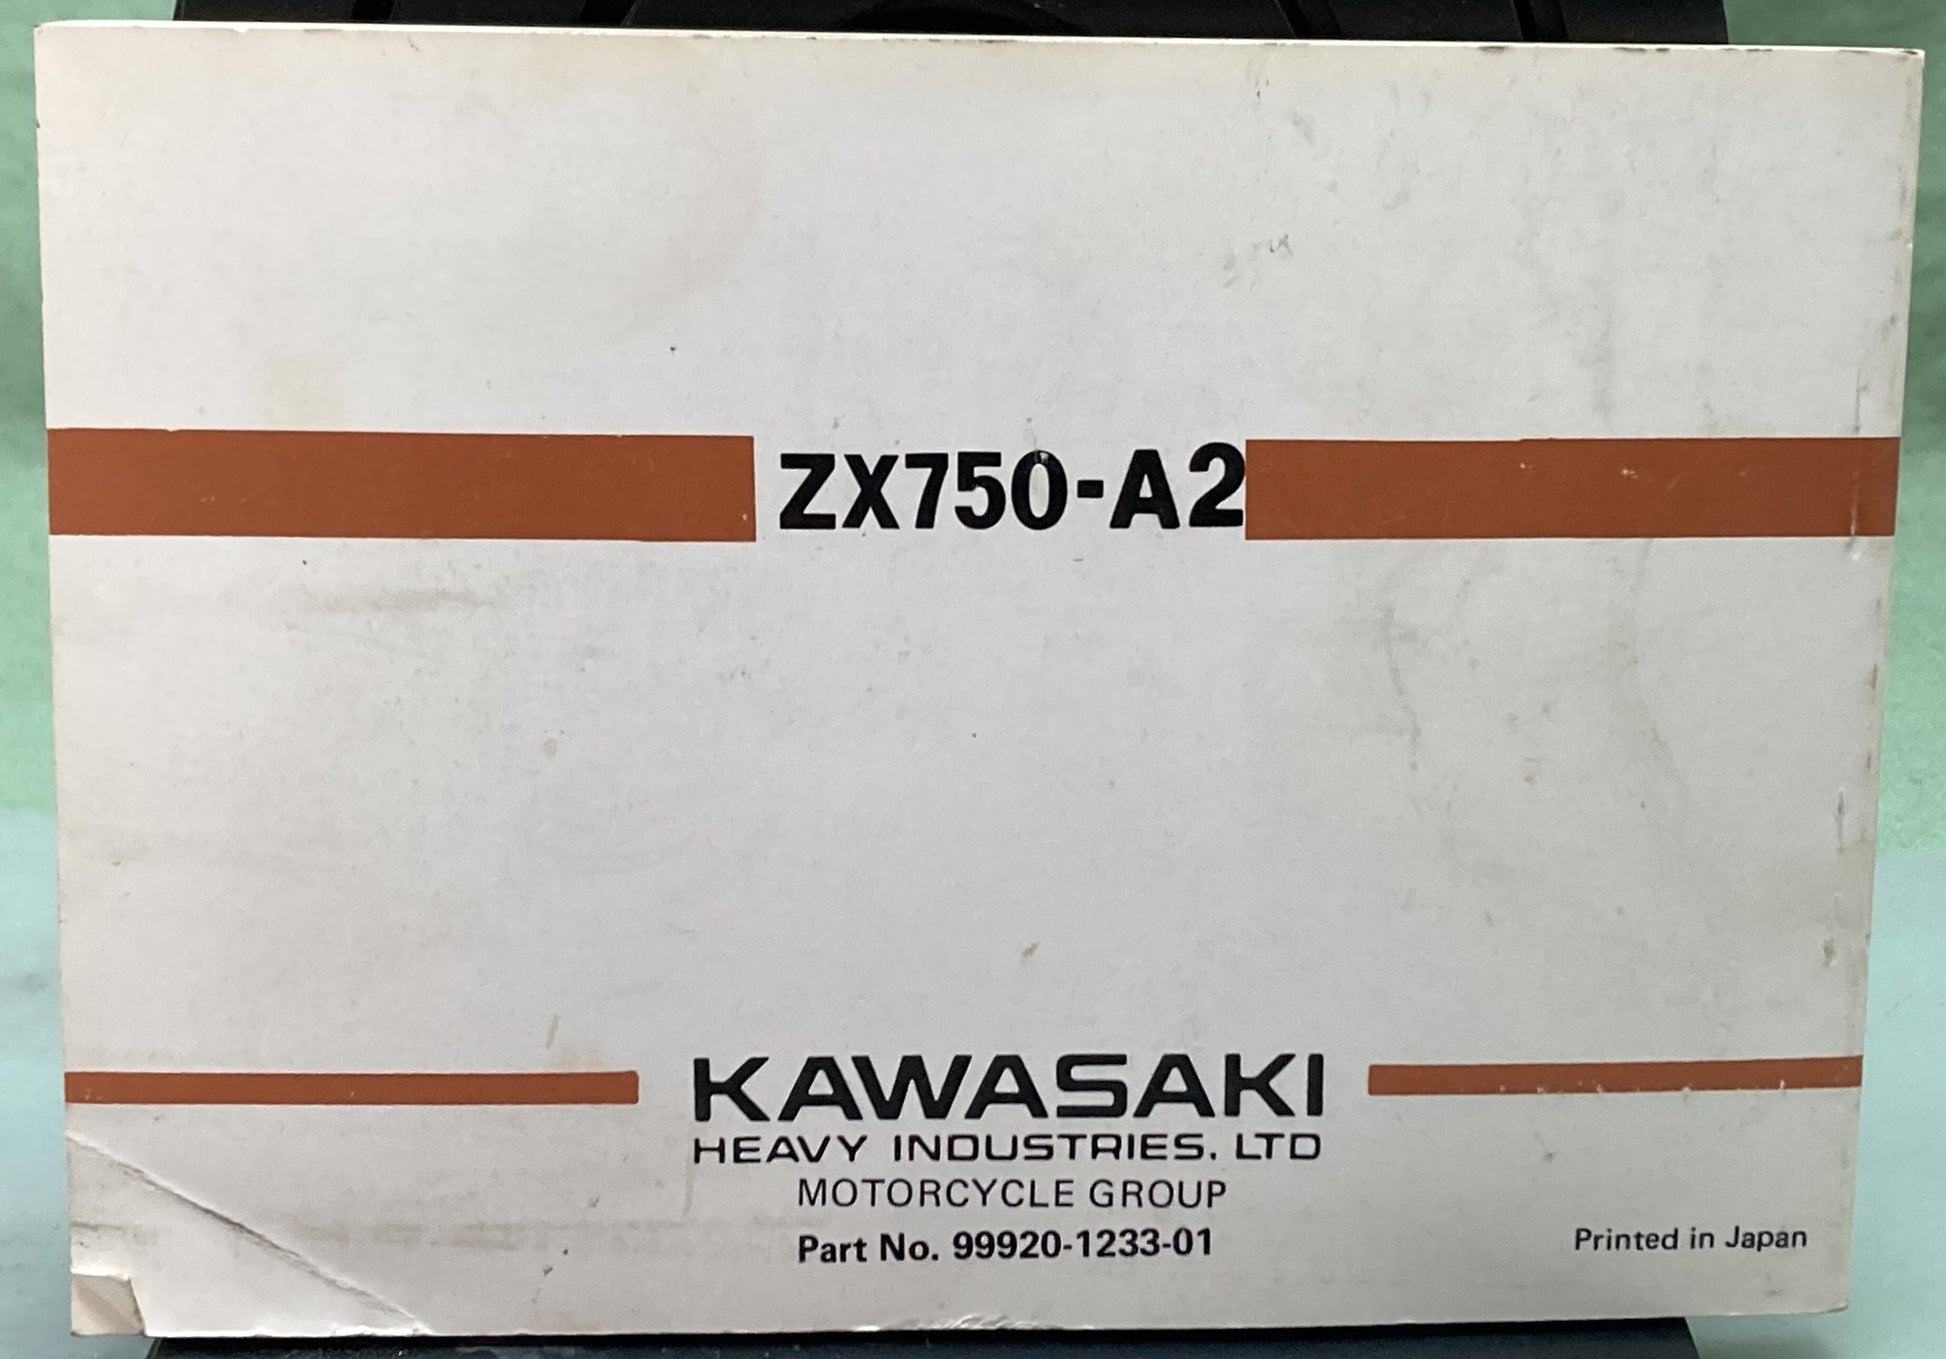 ZX750-A2
KAWASAKI
HEAVY INDUSTRIES, LTD
MOTORCYCLE GROUP
Part No. 99920-1233-01
Printed in Japan